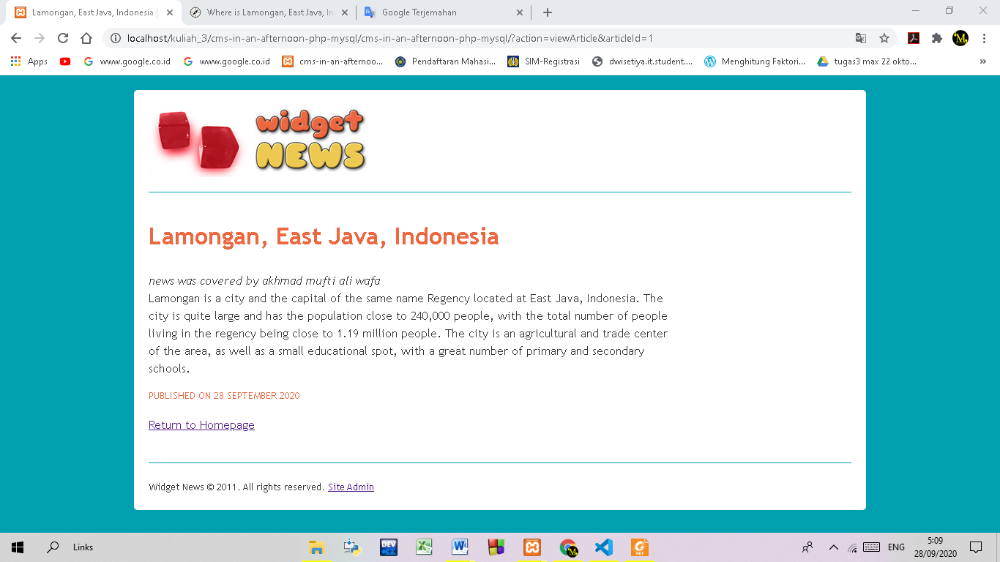 Lamongan, East Java, Indonesia |
Where is Lamongan, East Java, In
Google Terjemahan
localhost/kuliah_3/cms-in-an-afternoon-php-mysql/cms-in-an-afternoon-php-mysql/?action=viewArticle&articleId=1
Apps
www.google.co.id
www.google.co.id
cms-in-an-afternoo...
Pendaftaran Mahasi...
SIM-Registrasi
dwisetiya.it.student....
Menghitung Faktori...
tugas3 max 22 okto...
»
widget
NEWS
Lamongan, East Java, Indonesia
news was covered by akhmad mufti ali wafa
Lamongan is a city and the capital of the same name Regency located at East Java, Indonesia. The
city is quite large and has the population close to 240,000 people, with the total number of people
living in the regency being close to 1.19 million people. The city is an agricultural and trade center
of the area, as well as a small educational spot, with a great number of primary and secondary
schools.
PUBLISHED ON 28 SEPTEMBER 2020
Return to Homepage
Widget News © 2011. All rights reserved. Site Admin
Links
DEV
PDF
ENG
5:09
28/09/2020